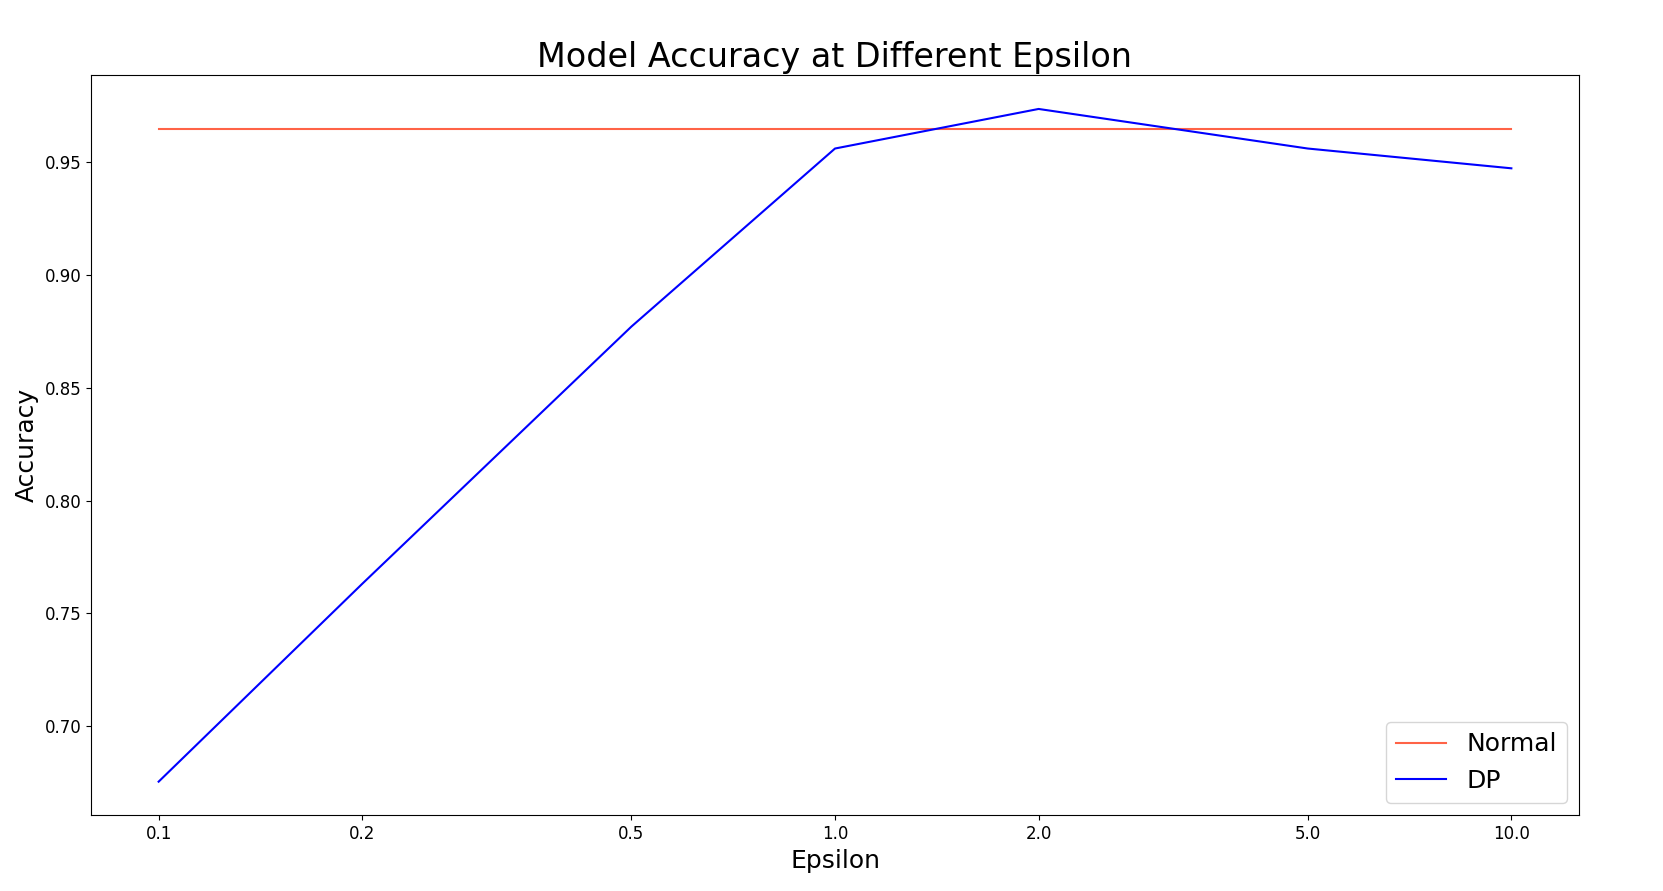 Model Accuracy at Different Epsilon
Accuracy
0.95
0.90
0.85
0.80
0.75
0.70
Normal
DP
0.1 0.2 0.5 1.0 2.0 5.0 10.0
Epsilon